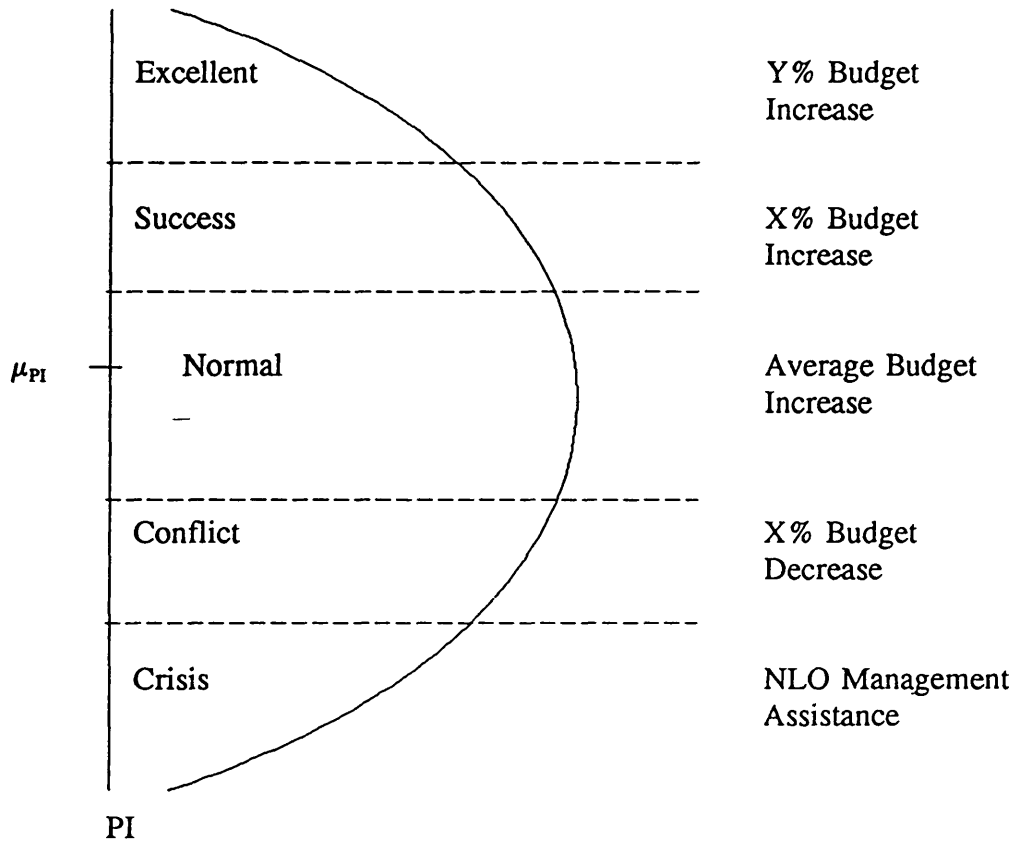 Excellent
Y% Budget
Increase
Success
X% Budget
Increase
μPI
Normal
Average Budget
Increase
Conflict
X% Budget
Decrease
Crisis
NLO Management
Assistance
PI